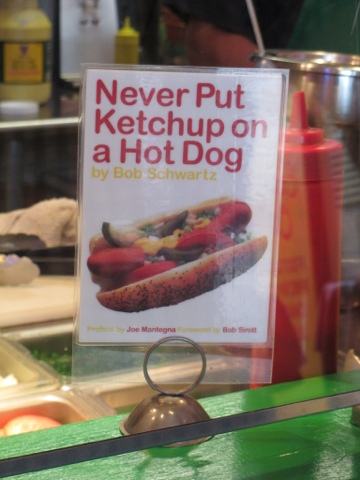 Never Put
Ketchup on
a Hot Dog
by Bob Schwartz
Preface by Joe Mantegna Foreword by Bob Sirott